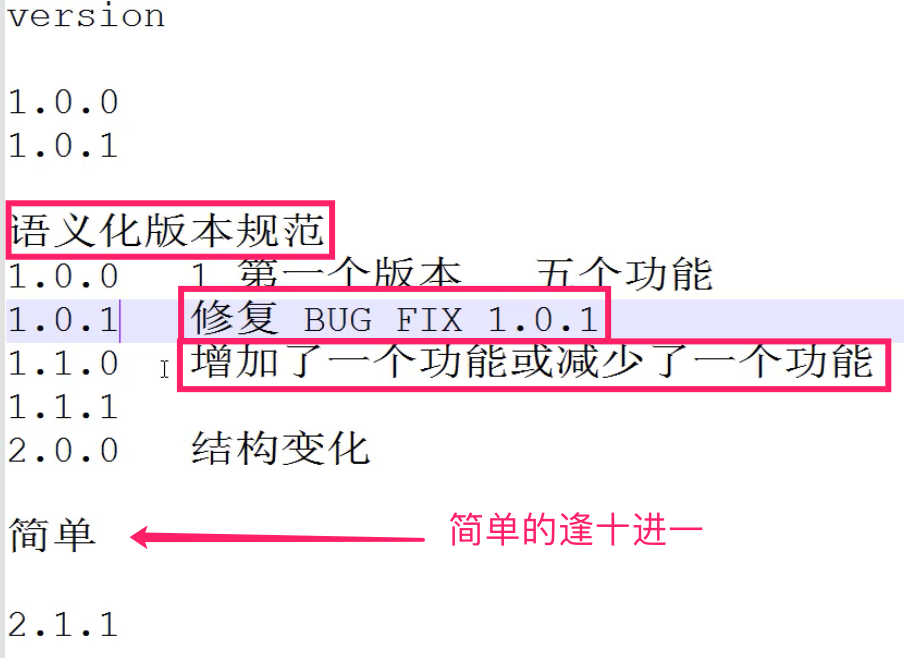 version
1.0.0
1.0.1
语义化版本规范
1.0.0 1 第一个版本 五个功能
1.0.1 修复 BUG FIX 1.0.1
1.1.0 增加了一个功能或减少了一个功能
1.1.1
2.0.0 结构变化
简单 简单的逢十进一
2.1.1